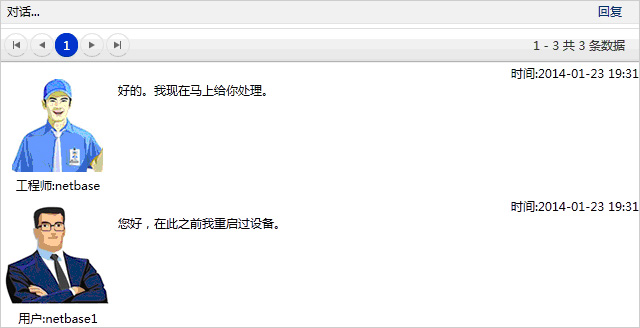 对话... 回复
1 1 - 3 共 3 条数据
时间:2014-01-23 19:31
好的。我现在马上给你处理。
工程师:netbase
时间:2014-01-23 19:31
您好，在此之前我重启过设备。
用户:netbase1